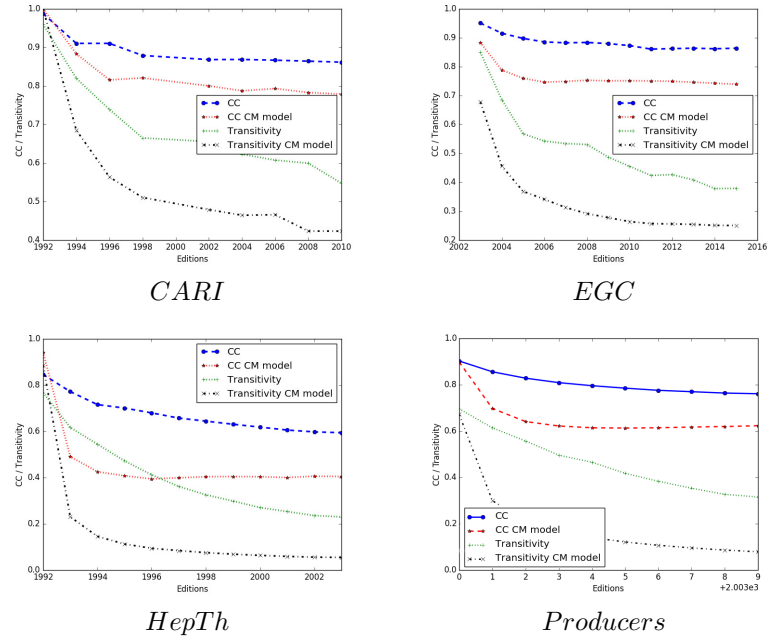 1.0
0.9
0.8
0.7
0.6
0.5
0.4
CC / Transitivity
CC
CC CM model
Transitivity
Transitivity CM model
1992 1994 1996 1998 2000 2002 2004 2006 2008 2010
Editions
CARI
1.0
0.9
0.8
0.7
0.6
0.5
0.4
0.3
0.2
CC / Transitivity
CC
CC CM model
Transitivity
Transitivity CM model
2002 2004 2006 2008 2010 2012 2014 2016
Editions
EGC
1.0
0.8
0.6
0.4
0.2
0.0
CC / Transitivity
CC
CC CM model
Transitivity
Transitivity CM model
1992 1994 1996 1998 2000 2002
Editions
HepTh
1.0
0.8
0.6
0.4
0.2
0.0
CC / Transitivity
CC
CC CM model
Transitivity
Transitivity CM model
0 1 2 3 4 5 6 7 8 9
Editions
+2.003e3
Producers